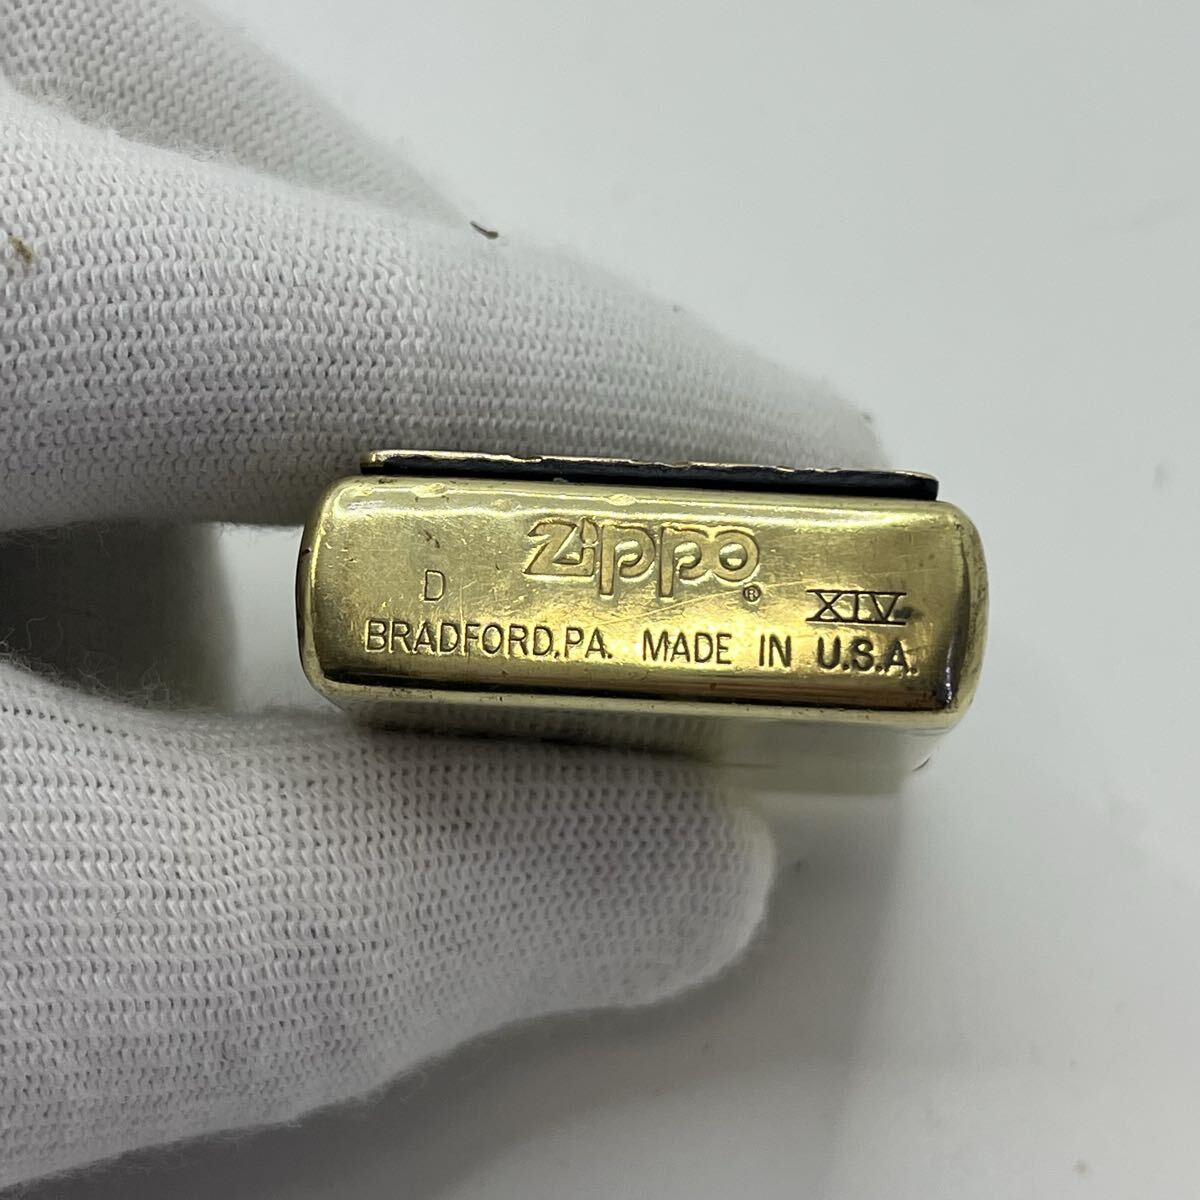 Zippo
®
D XIV
BRADFORD,PA. MADE IN U.S.A.